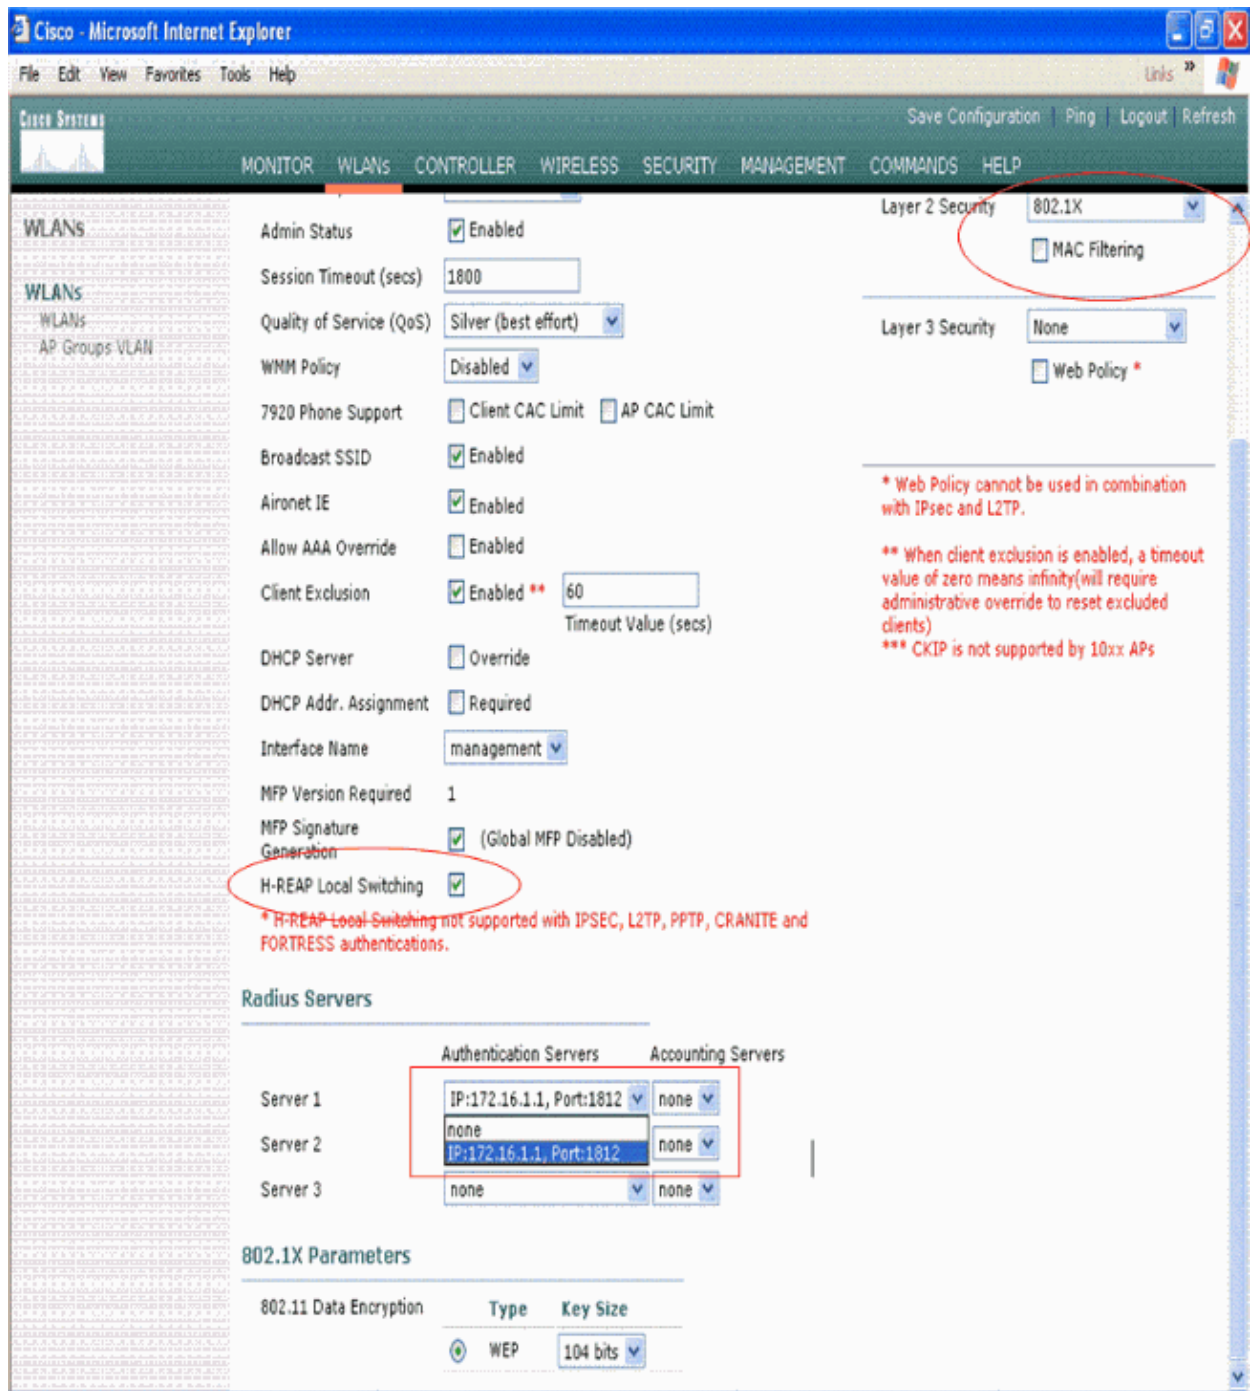 Cisco - Microsoft Internet Explorer
File Edit View Favorites Tools Help Links »
CISCO SYSTEMS
Save Configuration | Ping | Logout | Refresh
MONITOR WLANs CONTROLLER WIRELESS SECURITY MANAGEMENT COMMANDS HELP
WLANs
WLANs
WLANs
AP Groups VLAN
Admin Status Enabled
Session Timeout (secs) 1800
Quality of Service (QoS) Silver (best effort)
WMM Policy Disabled
7920 Phone Support Client CAC Limit AP CAC Limit
Broadcast SSID Enabled
Aironet IE Enabled
Allow AAA Override Enabled
Client Exclusion Enabled ** 60
Timeout Value (secs)
DHCP Server Override
DHCP Addr. Assignment Required
Interface Name management
MFP Version Required 1
MFP Signature
Generation (Global MFP Disabled)
H-REAP Local Switching
* H-REAP Local Switching not supported with IPSEC, L2TP, PPTP, CRANITE and
FORTRESS authentications.
Layer 2 Security 802.1X
MAC Filtering
Layer 3 Security None
Web Policy *
* Web Policy cannot be used in combination
with IPsec and L2TP.
** When client exclusion is enabled, a timeout
value of zero means infinity(will require
administrative override to reset excluded
clients)
*** CKIP is not supported by 10xx APs
Radius Servers
Authentication Servers Accounting Servers
Server 1 IP:172.16.1.1, Port:1812 none
none
Server 2 IP:172.16.1.1, Port:1812 none
Server 3 none none
802.1X Parameters
802.11 Data Encryption Type Key Size
WEP 104 bits